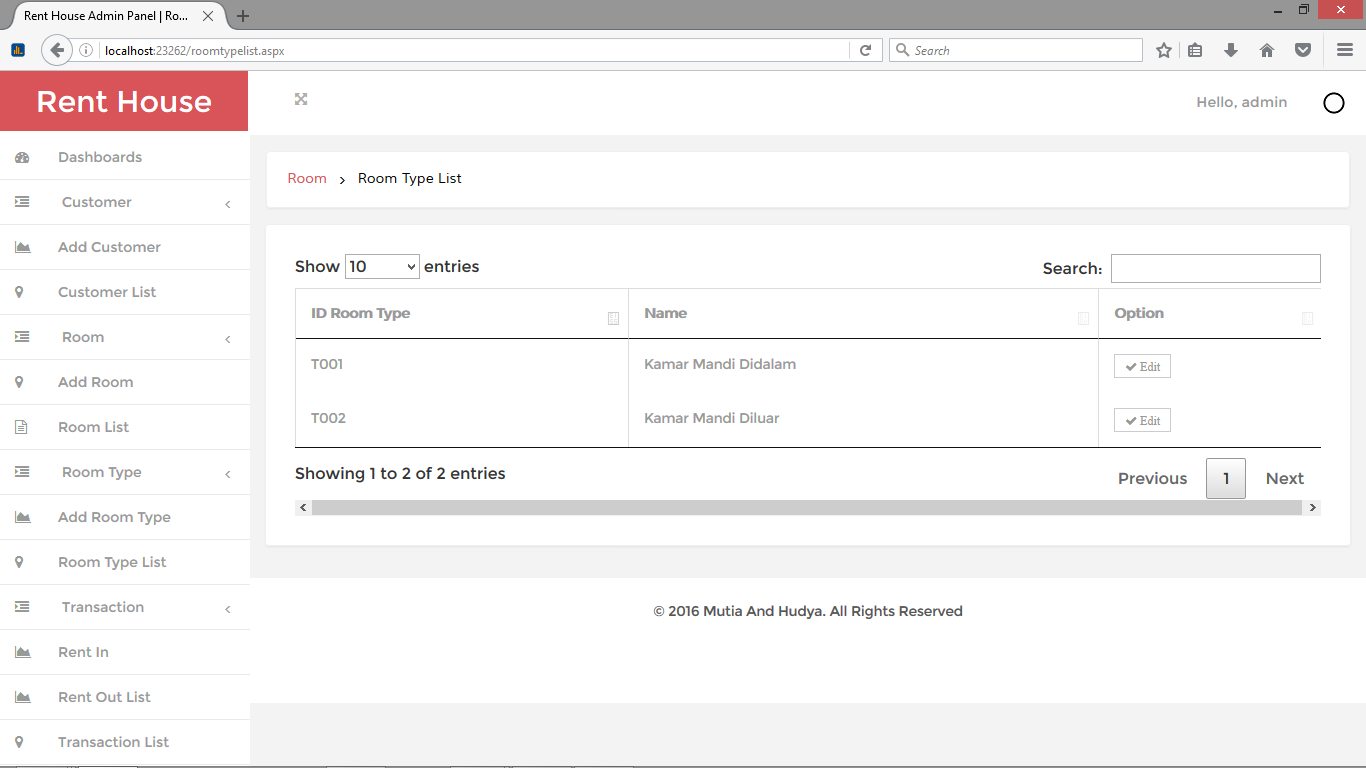 Rent House Admin Panel | Ro...
localhost:23262/roomtypelist.aspx
Search
Rent House
Hello, admin
Dashboards
Customer
Add Customer
Customer List
Room
Add Room
Room List
Room Type
Add Room Type
Room Type List
Transaction
Rent In
Rent Out List
Transaction List
Room > Room Type List
Show 10 entries
Search:
ID Room Type Name Option
T001 Kamar Mandi Didalam Edit
T002 Kamar Mandi Diluar Edit
Showing 1 to 2 of 2 entries
Previous 1 Next
© 2016 Mutia And Hudya. All Rights Reserved